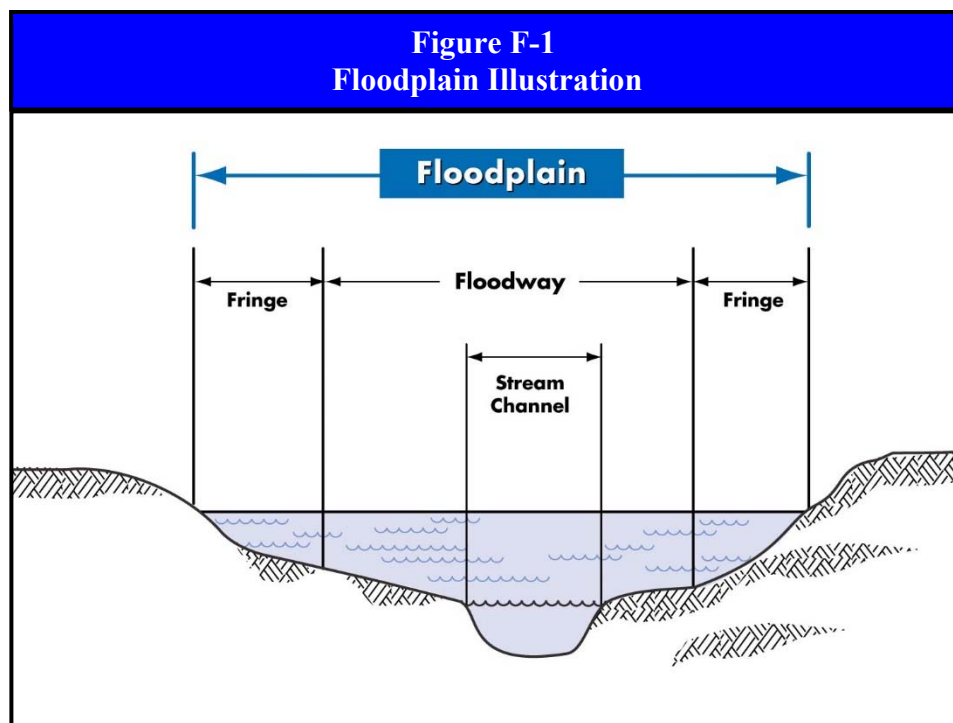 Figure F-1
Floodplain Illustration
Floodplain
Fringe
Floodway
Fringe
Stream
Channel